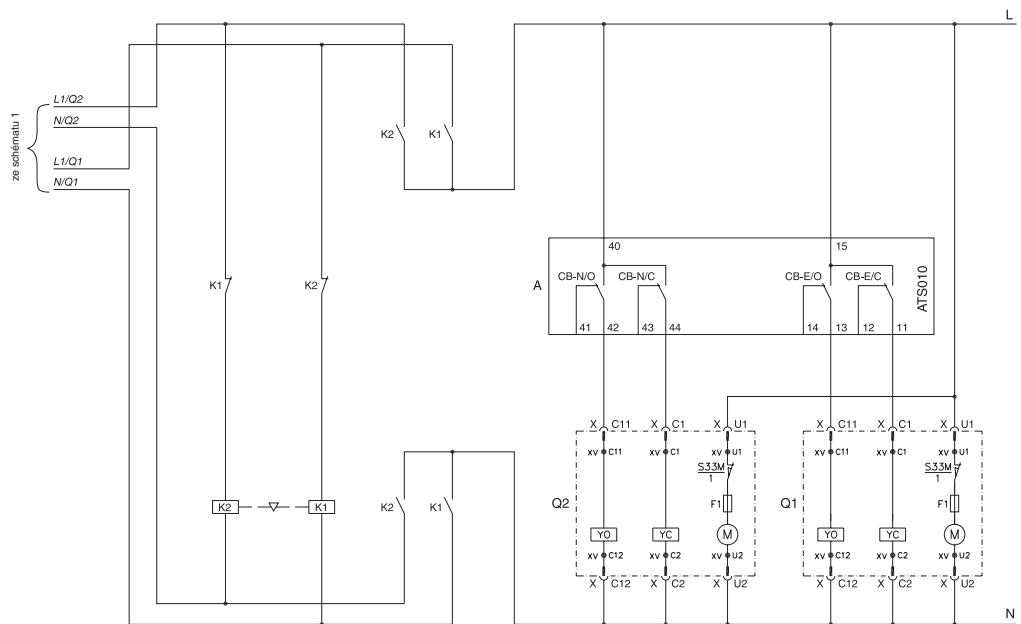 L
L1/Q2
N/Q2
L1/Q1
N/Q1
ze schématu 1
K2 K1
40 15
A CB-N/O CB-N/C CB-E/O CB-E/C ATS010
K1 K2
41 42 43 44 14 13 12 11
X C11 X C1 X U1 X C11 X C1 X U1
xv C11 xv C1 xv U1 xv C11 xv C1 xv U1
S33M S33M
1 1
Q2 F1 Q1 F1
K2 K1 K2 K1
YO YC M YO YC M
xv C12 xv C2 xv U2 xv C12 xv C2 xv U2
X C12 X C2 X U2 X C12 X C2 X U2
N